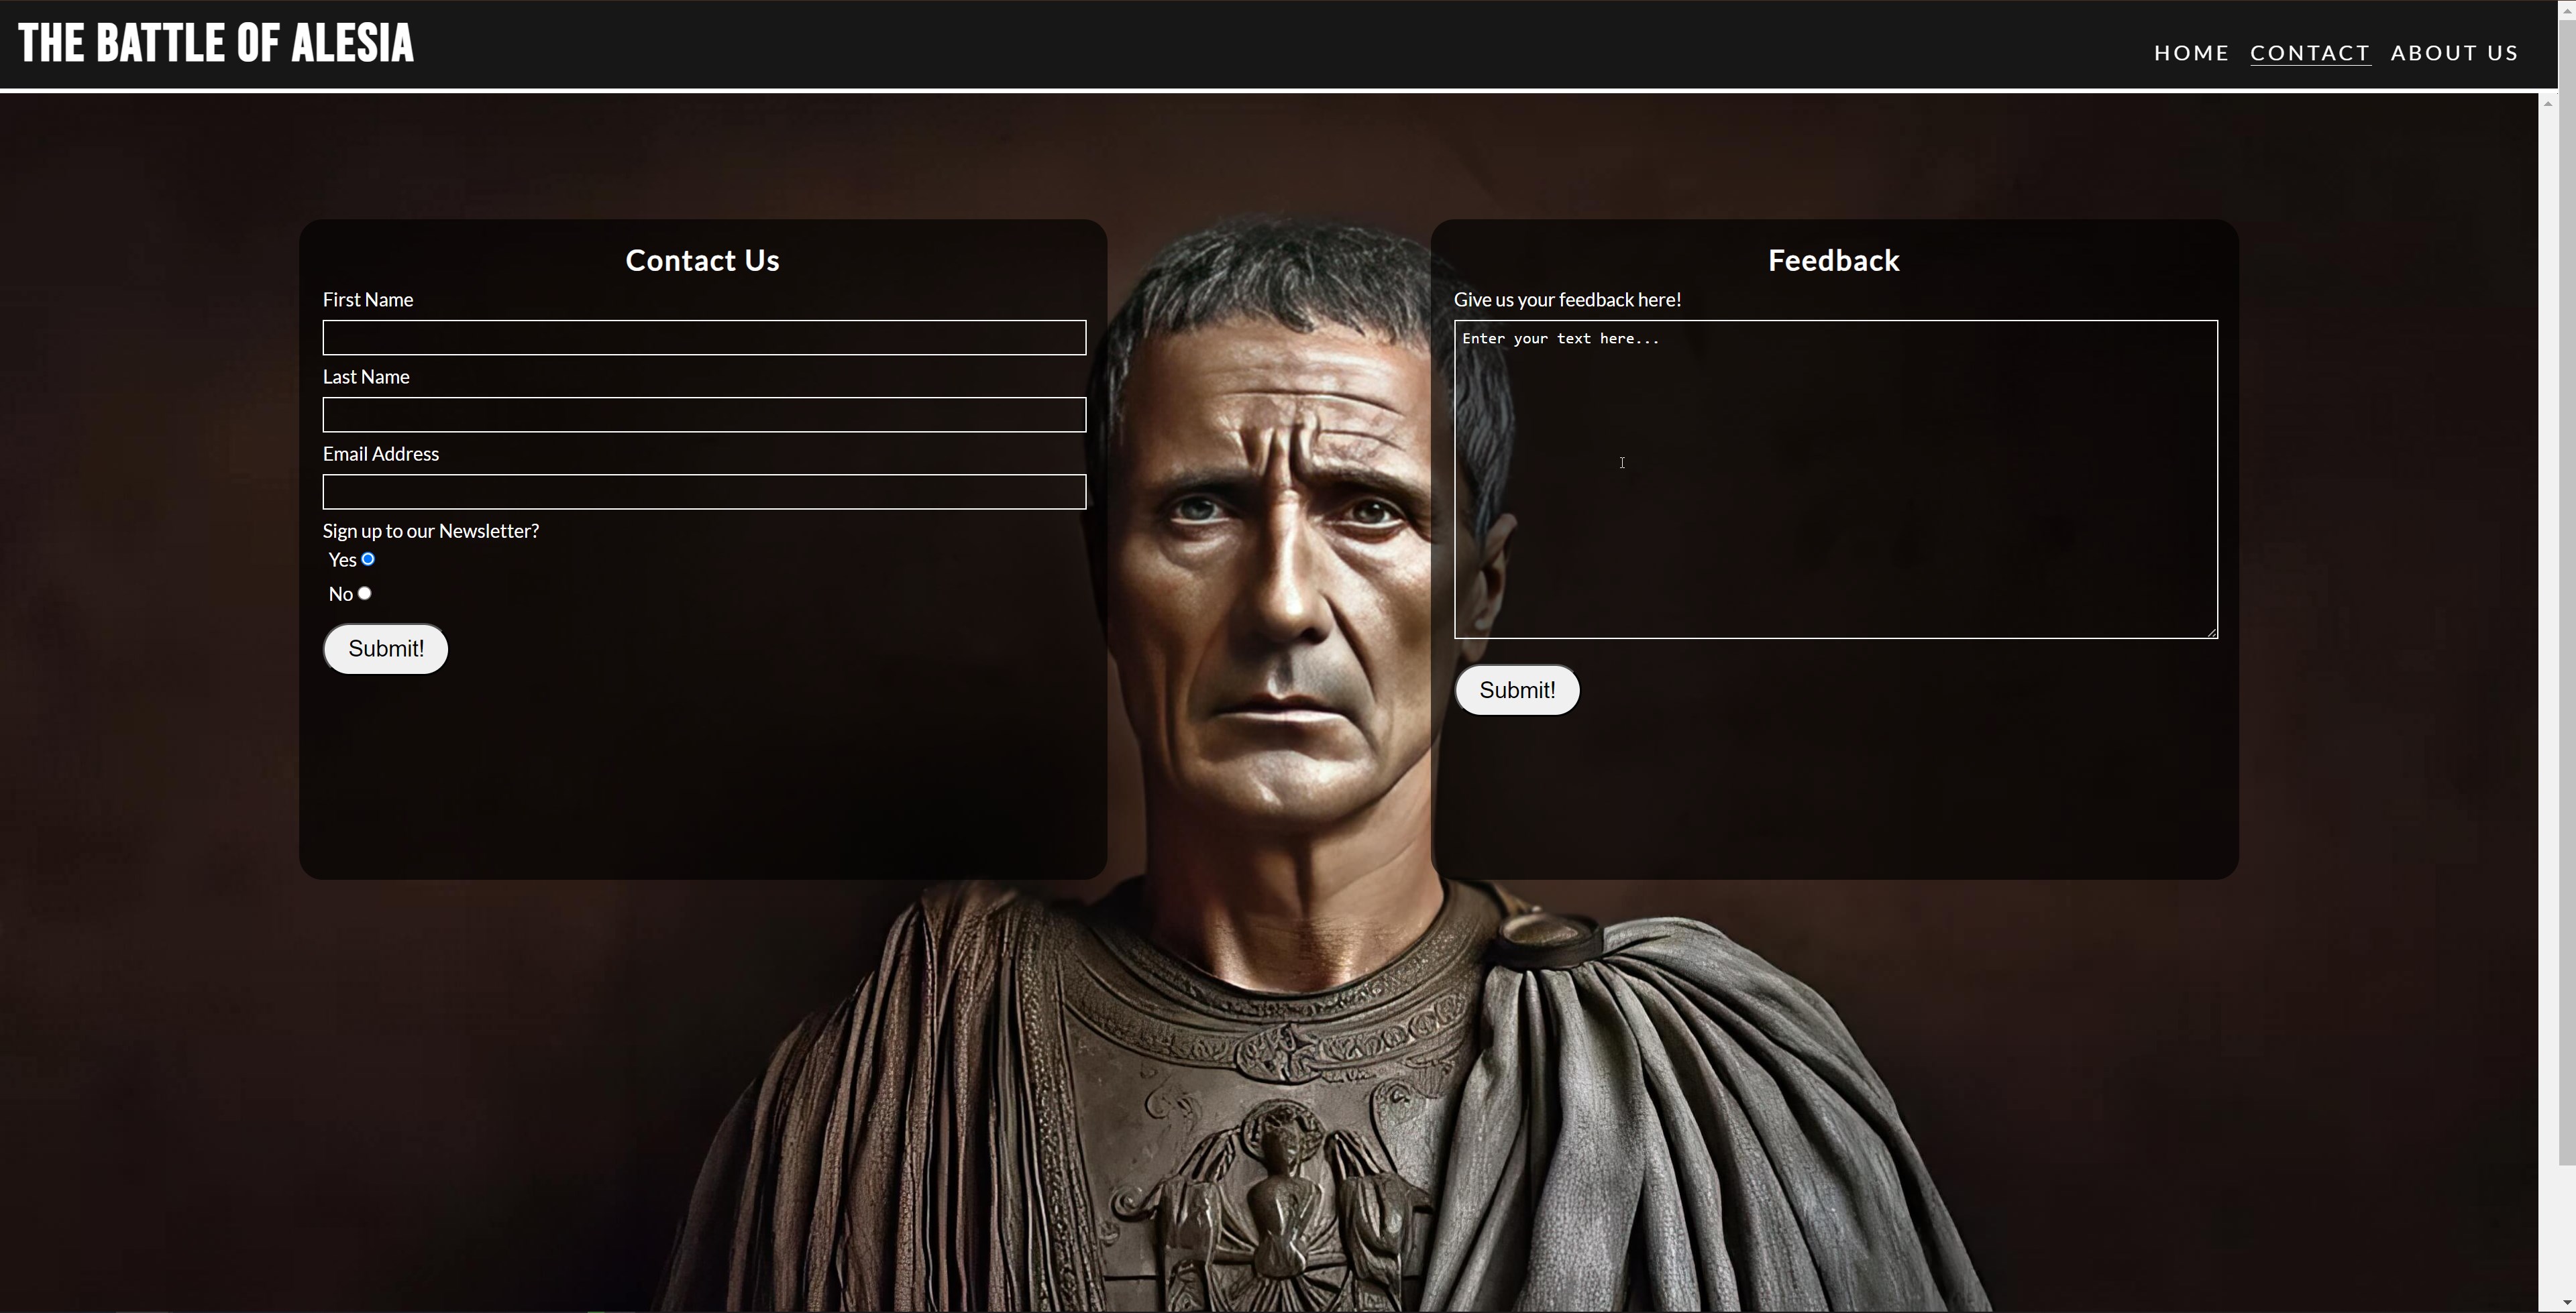 THE BATTLE OF ALESIA
HOME CONTACT ABOUT US
Contact Us
First Name
Last Name
Email Address
Sign up to our Newsletter?
Yes
No
Submit!
Feedback
Give us your feedback here!
Enter your text here...
Submit!